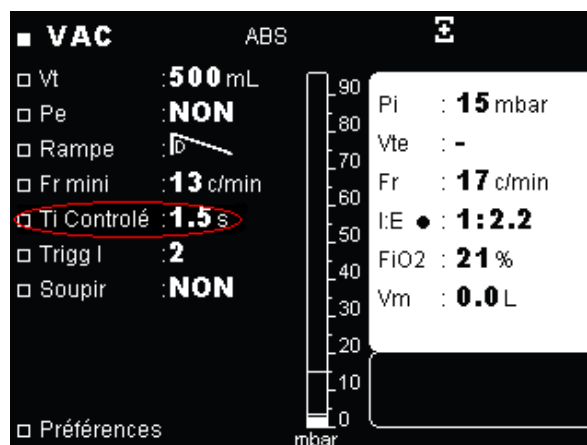 VAC ABS
Vt :500 mL
Pe :NON
Rampe :
Fr mini :13 c/min
Ti Controlé :1.5 s
Trigg I :2
Soupir :NON
Préférences
90
80
70
60
50
40
30
20
10
0
mbar
Pi : 15 mbar
Vte : -
Fr : 17 c/min
I:E : 1:2.2
FiO2 : 21 %
Vm : 0.0 L